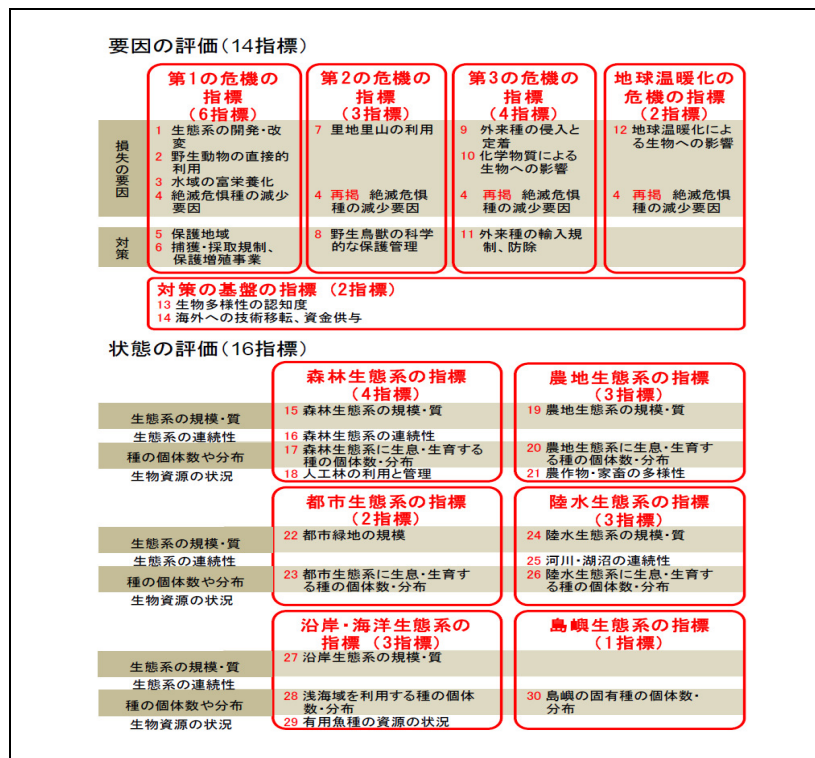 要因の評価(14指標)
第1の危機の
指標
(6指標)
第2の危機の
指標
(3指標)
第3の危機の
指標
(4指標)
地球温暖化の
危機の指標
(2指標)
損失の要因
1 生態系の開発・改
変
2 野生動物の直接的
利用
3 水域の富栄養化
4 絶滅危惧種の減少
要因
7 里地里山の利用
4 再掲 絶滅危惧
種の減少要因
9 外来種の侵入と
定着
10 化学物質による
生物への影響
4 再掲 絶滅危惧
種の減少要因
12 地球温暖化によ
る生物への影響
4 再掲 絶滅危惧
種の減少要因
対策
5 保護地域
6 捕獲・採取規制、
保護増殖事業
8 野生鳥獣の科学
的な保護管理
11 外来種の輸入規
制、防除
対策の基盤の指標 (2指標)
13 生物多様性の認知度
14 海外への技術移転、資金供与
状態の評価(16指標)
森林生態系の指標
(4指標)
農地生態系の指標
(3指標)
生態系の規模・質
生態系の連続性
種の個体数や分布
生物資源の状況
15 森林生態系の規模・質
16 森林生態系の連続性
17 森林生態系に生息・生育する
種の個体数・分布
18 人工林の利用と管理
19 農地生態系の規模・質
20 農地生態系に生息・生育す
る種の個体数・分布
21 農作物・家畜の多様性
都市生態系の指標
(2指標)
陸水生態系の指標
(3指標)
生態系の規模・質
生態系の連続性
種の個体数や分布
生物資源の状況
22 都市緑地の規模
23 都市生態系に生息・生育す
る種の個体数・分布
24 陸水生態系の規模・質
25 河川・湖沼の連続性
26 陸水生態系に生息・生育す
る種の個体数・分布
沿岸・海洋生態系の
指標 (3指標)
島嶼生態系の指標
(1指標)
生態系の規模・質
生態系の連続性
種の個体数や分布
生物資源の状況
27 沿岸生態系の規模・質
28 浅海域を利用する種の個体
数・分布
29 有用魚種の資源の状況
30 島嶼の固有種の個体数・
分布